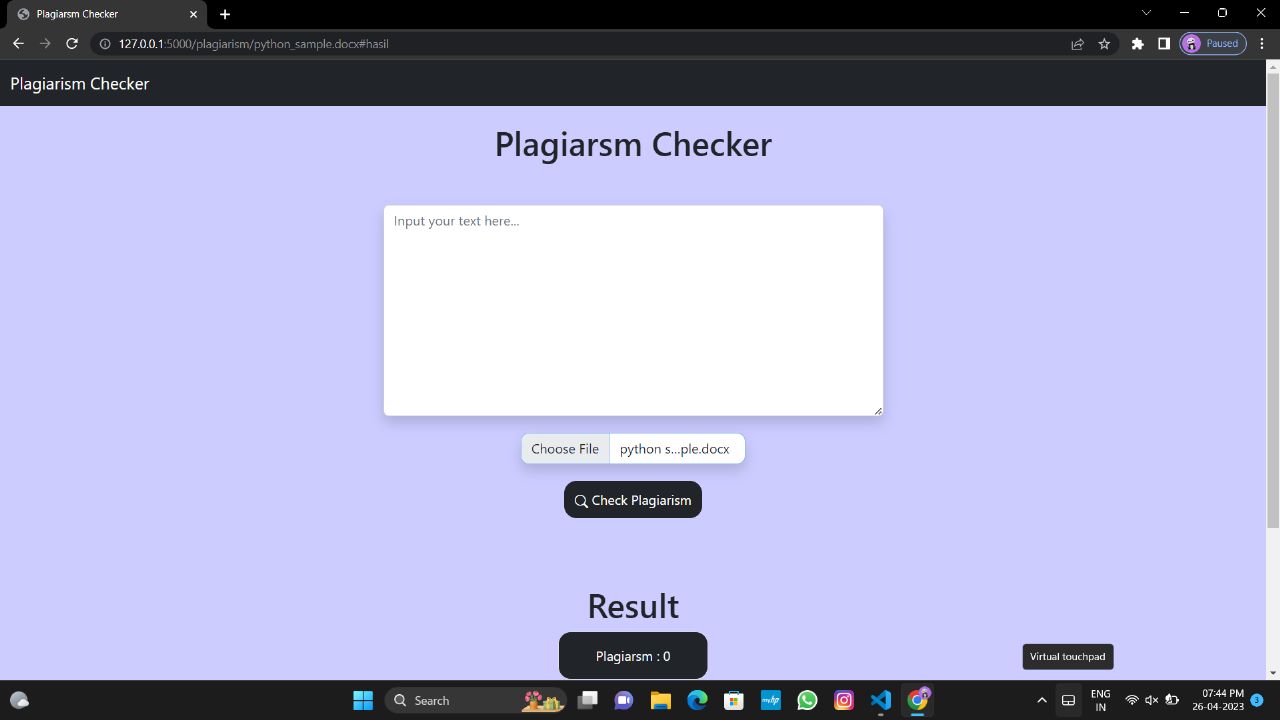 Plagiarism Checker
127.0.0.1:5000/plagiarism/python_sample.docx#hasil
Paused
Plagiarism Checker
Plagiarsm Checker
Input your text here...
Choose File python s...ple.docx
Check Plagiarism
Result
Plagiarsm : 0
Virtual touchpad
Search
myhp
ENG
IN
07:44 PM
26-04-2023
3